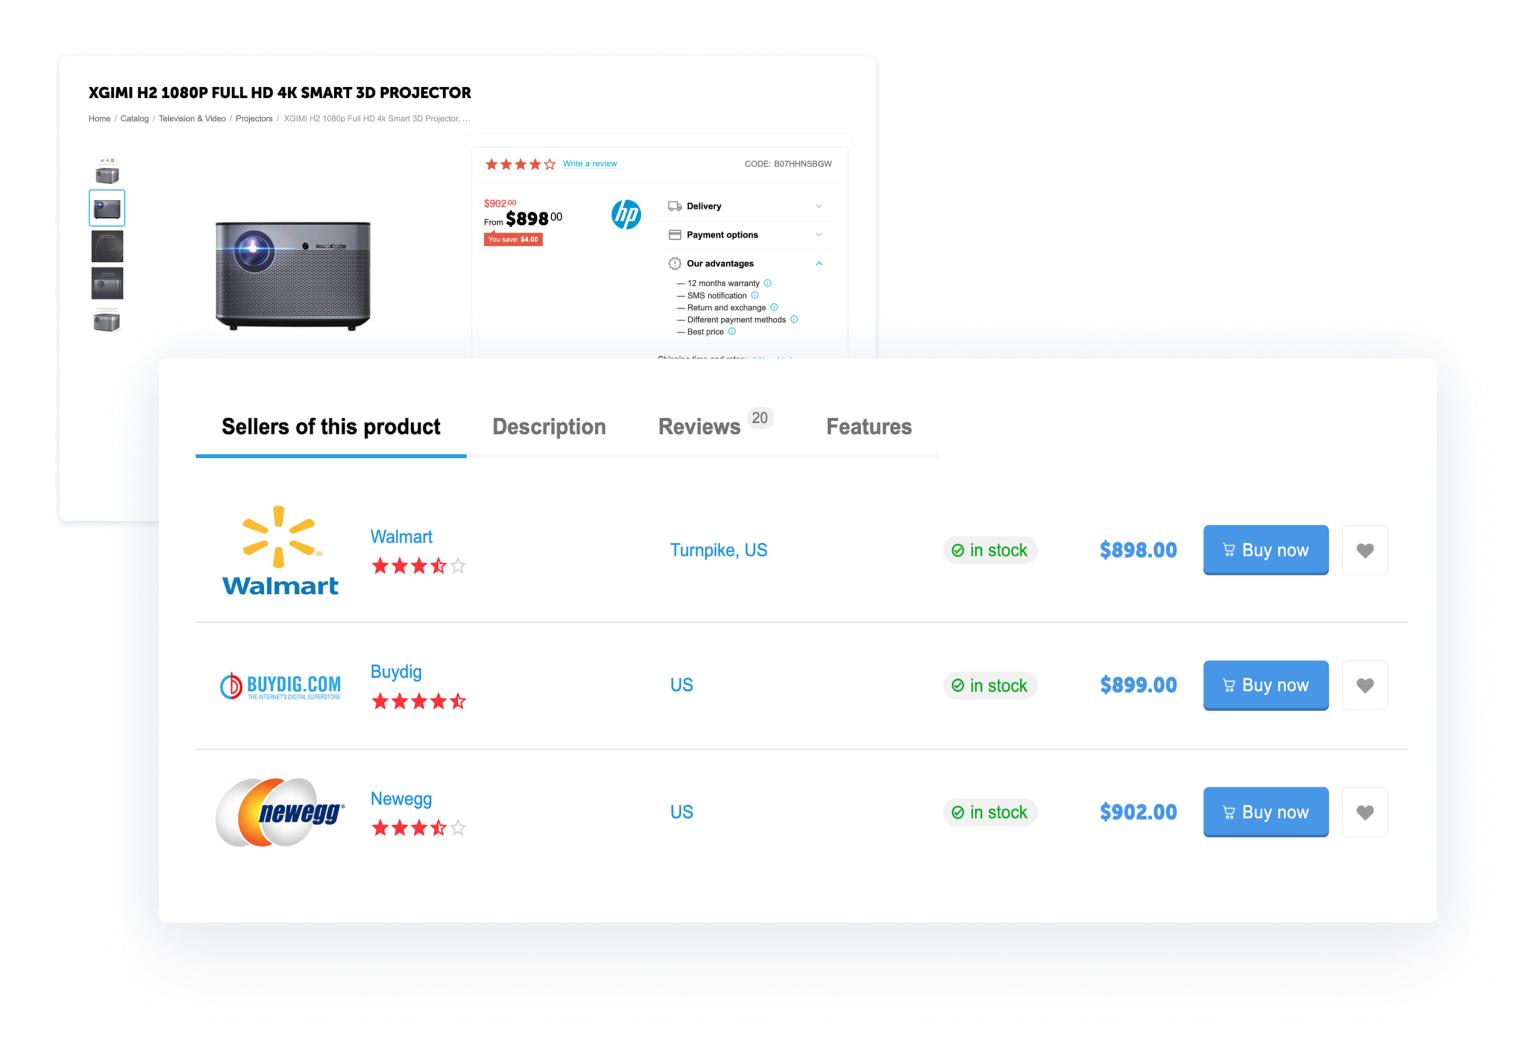 XGIMI H2 1080P FULL HD 4K SMART 3D PROJECTOR
Home / Catalog / Television & Video / Projectors / XGIMI H2 1080p Full HD 4k Smart 3D Projector, ...
Write a review
CODE: B07HHNSBGW
$902.00
From $898.00
You save: $4.00
hp
Delivery
Payment options
Our advantages
— 12 months warranty
— SMS notification
— Return and exchange
— Different payment methods
— Best price
Shipping time and rates:
Sellers of this product
Description
Reviews 20
Features
Walmart
Walmart
Turnpike, US
in stock
$898.00
Buy now
BUYDIG.COM
THE INTERNET'S DIGITAL SUPERSTORE
Buydig
US
in stock
$899.00
Buy now
newegg®
Newegg
US
in stock
$902.00
Buy now